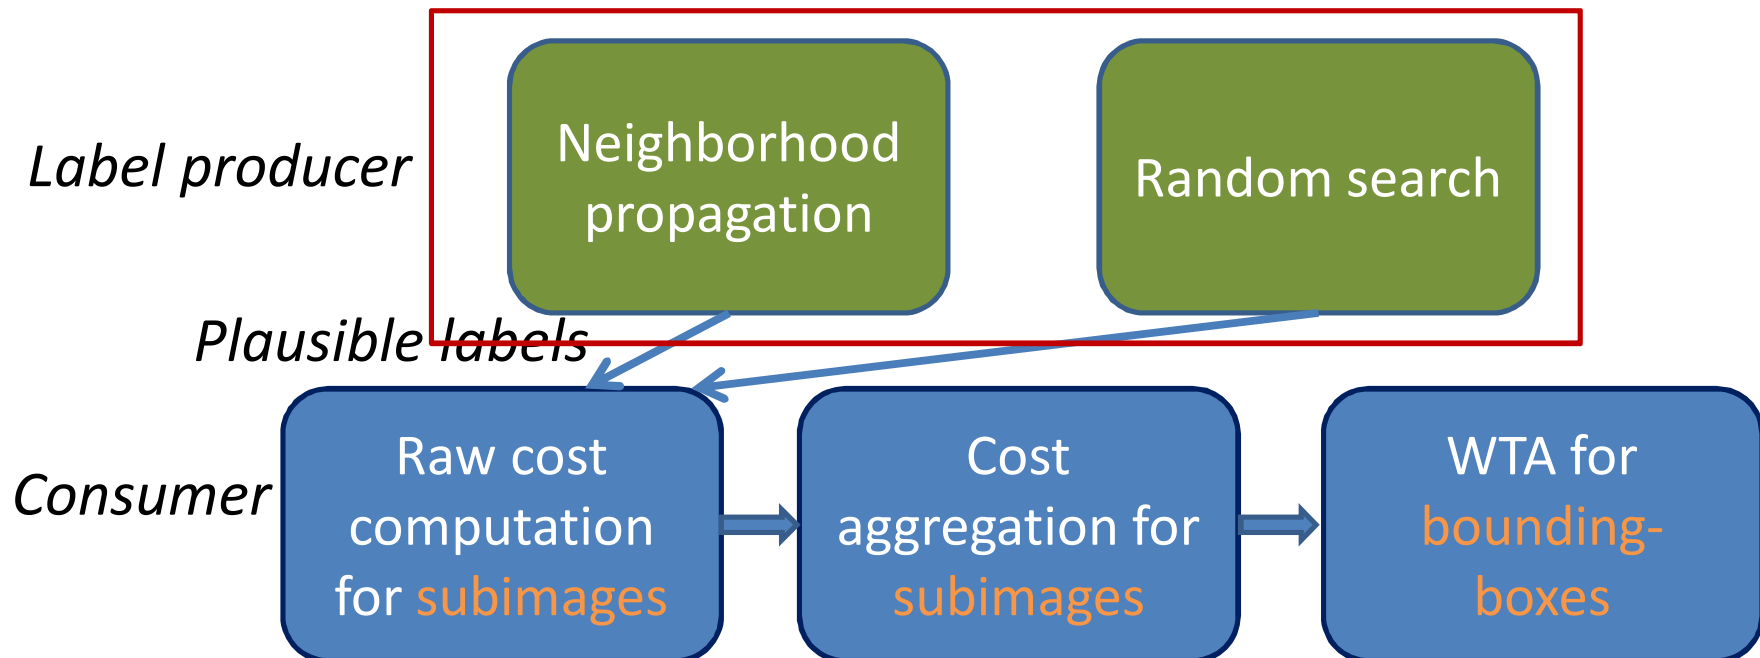 Label producer
Neighborhood
propagation
Random search
Plausible labels
Consumer
Raw cost
computation
for subimages
Cost
aggregation for
subimages
WTA for
bounding-
boxes